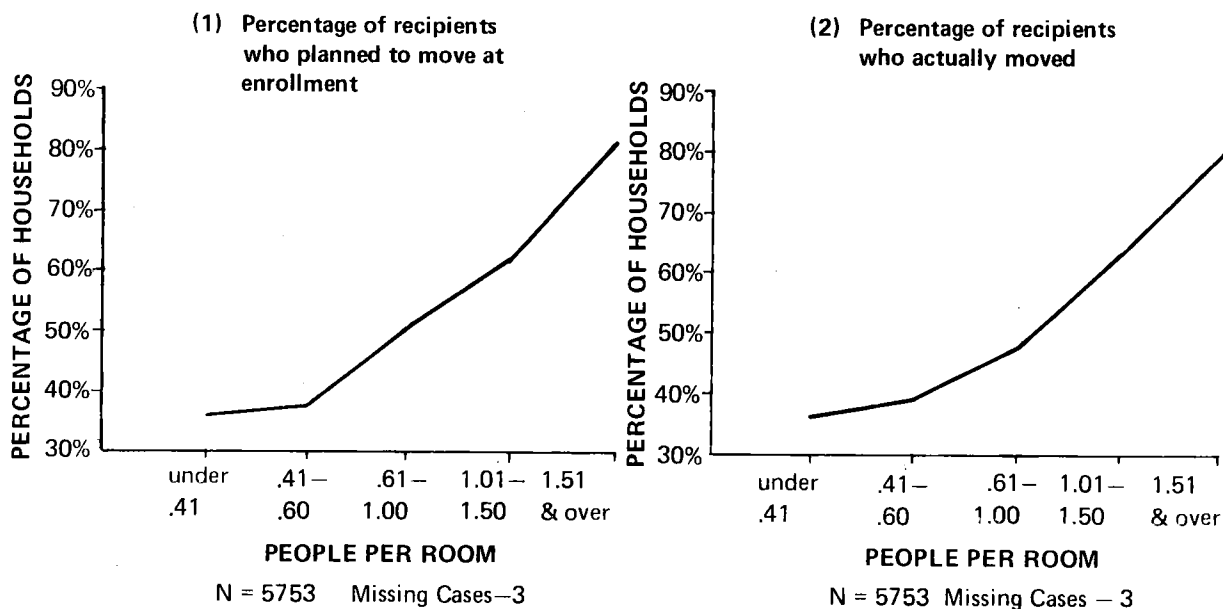 (1) Percentage of recipients
who planned to move at
enrollment
PERCENTAGE OF HOUSEHOLDS
90%
80%
70%
60%
50%
40%
30%
under .41– .61– 1.01– 1.51
.41 .60 1.00 1.50 & over
PEOPLE PER ROOM
N = 5753 Missing Cases–3
(2) Percentage of recipients
who actually moved
PERCENTAGE OF HOUSEHOLDS
90%
80%
70%
60%
50%
40%
30%
under .41– .61– 1.01– 1.51
.41 .60 1.00 1.50 & over
PEOPLE PER ROOM
N = 5753 Missing Cases – 3